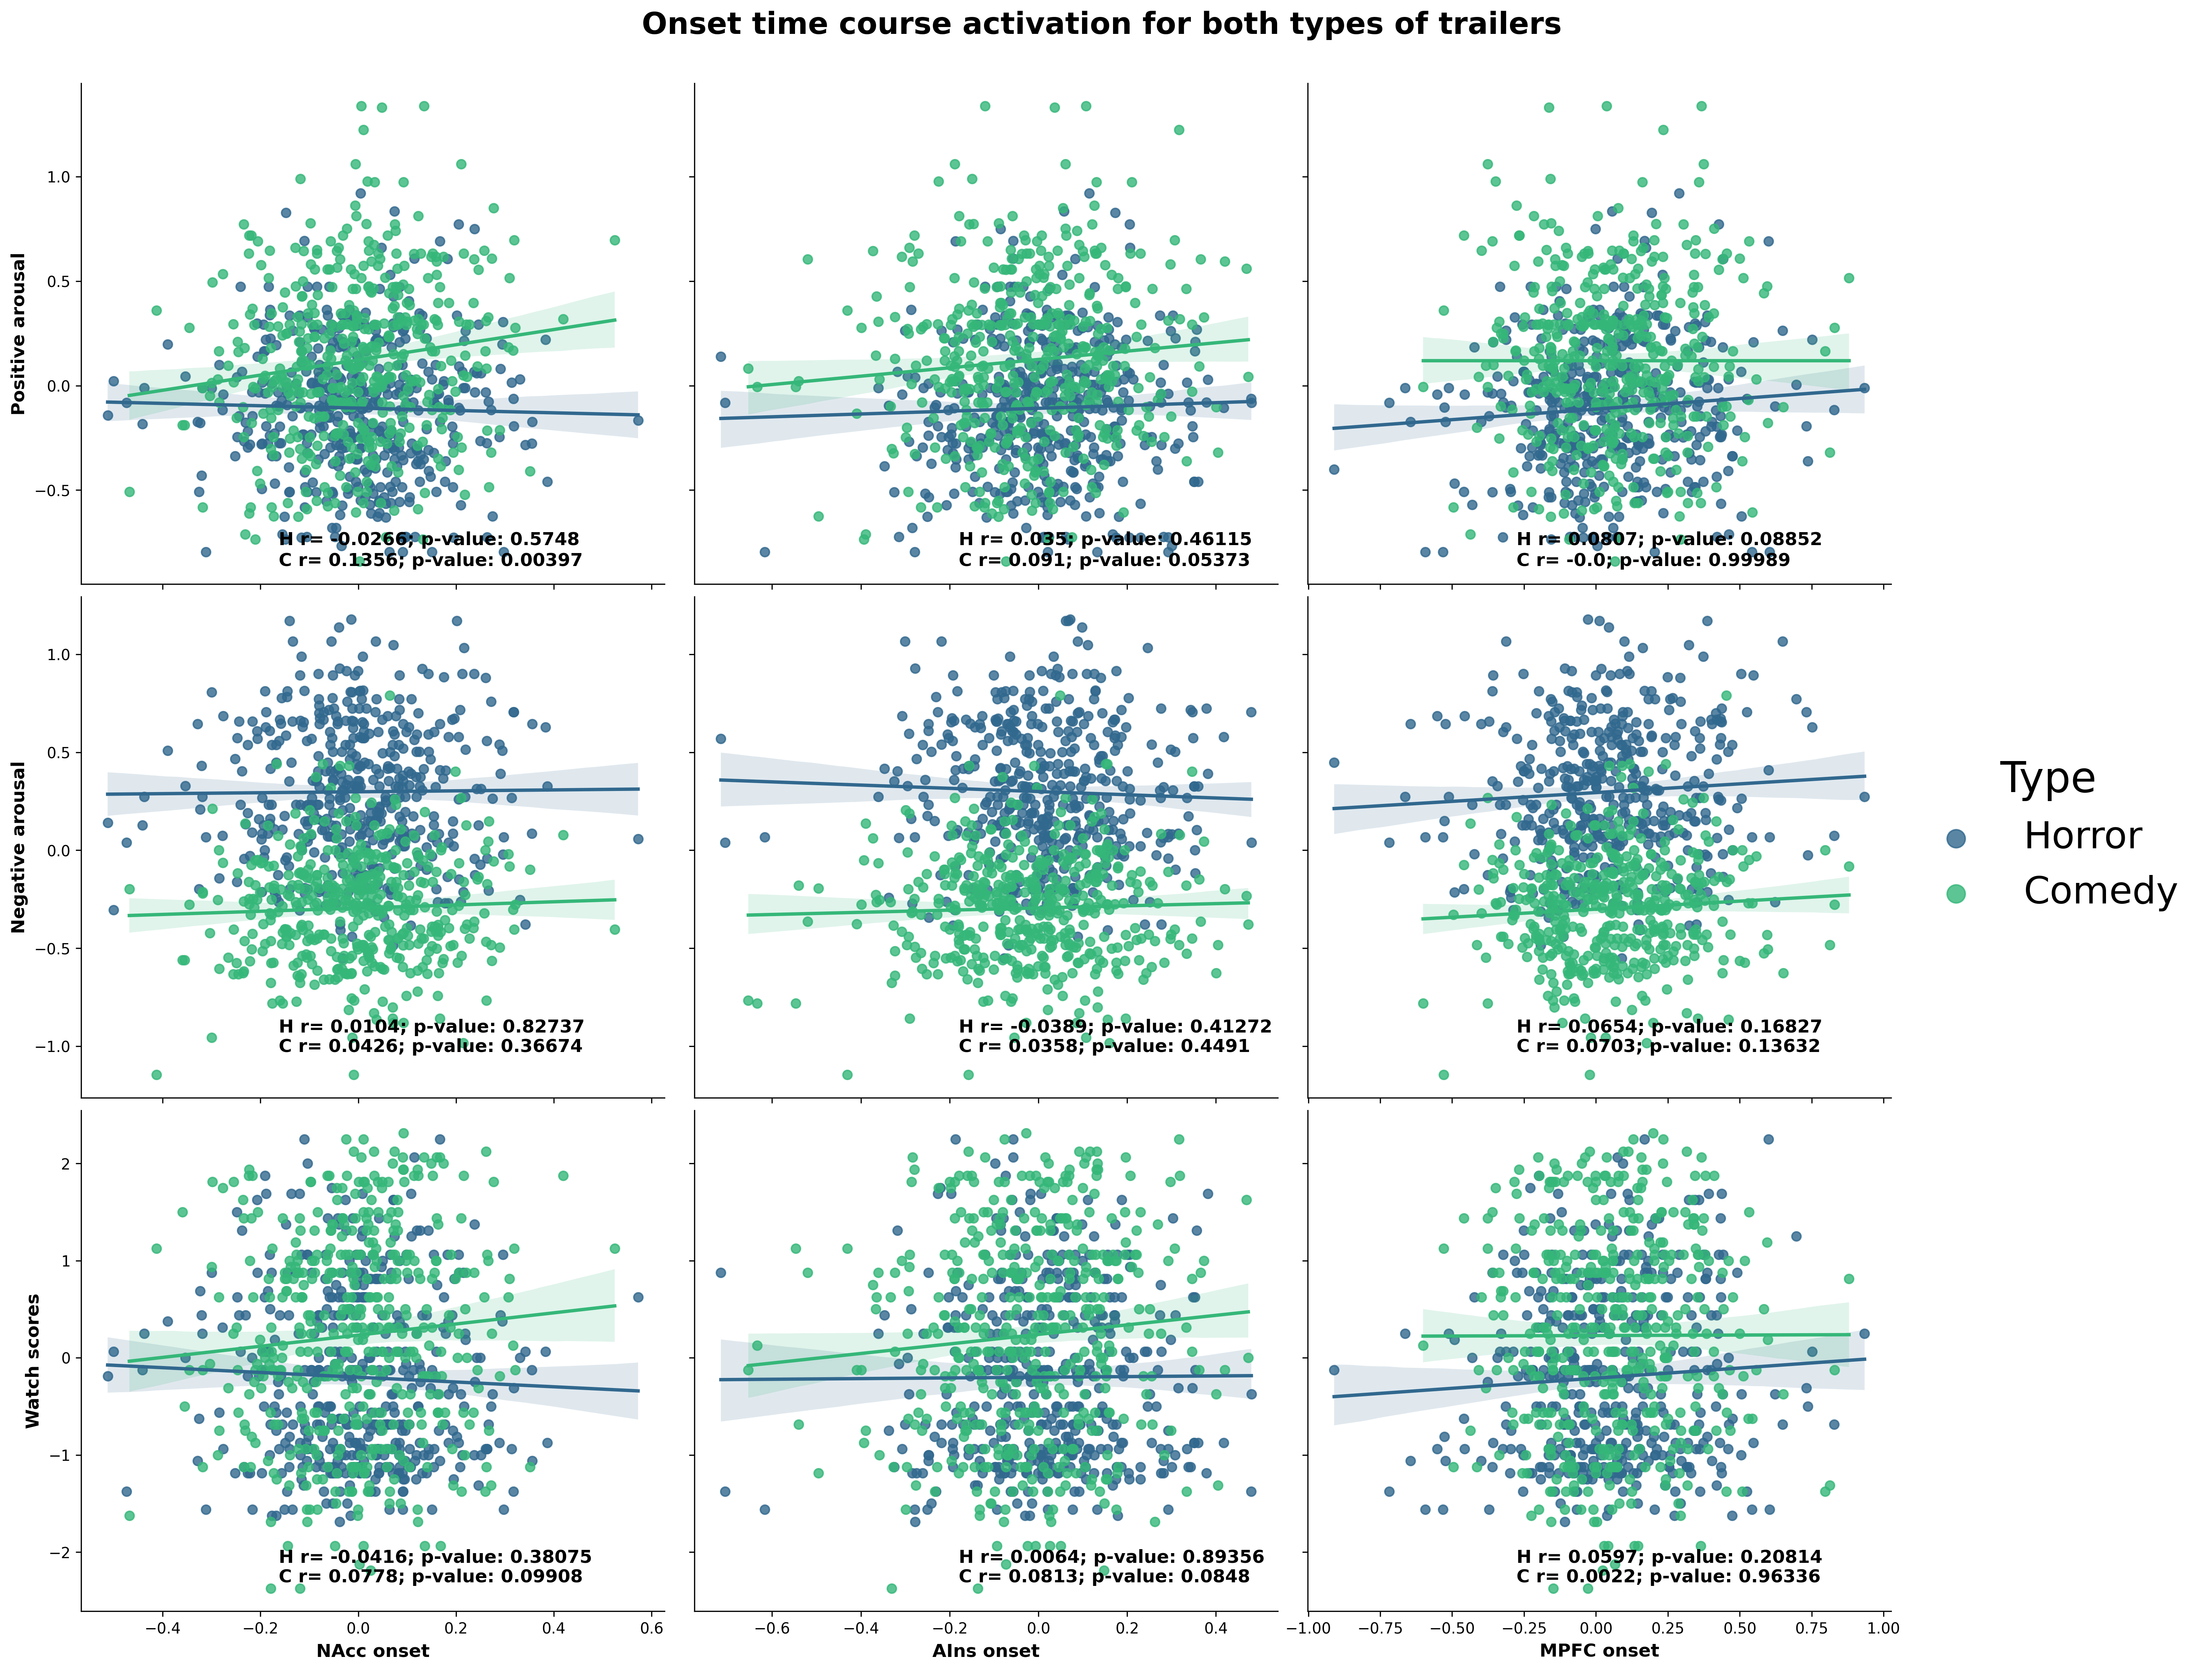 Onset time course activation for both types of trailers
Positive arousal
1.0
0.5
0.0
−0.5
H r= -0.0266; p-value: 0.5748
C r= 0.1356; p-value: 0.00397
H r= 0.035; p-value: 0.46115
C r= 0.091; p-value: 0.05373
H r= 0.0807; p-value: 0.08852
C r= -0.0; p-value: 0.99989
Negative arousal
1.0
0.5
0.0
−0.5
−1.0
H r= 0.0104; p-value: 0.82737
C r= 0.0426; p-value: 0.36674
H r= -0.0389; p-value: 0.41272
C r= 0.0358; p-value: 0.4491
H r= 0.0654; p-value: 0.16827
C r= 0.0703; p-value: 0.13632
Type
Horror
Comedy
Watch scores
2
1
0
−1
−2
H r= -0.0416; p-value: 0.38075
C r= 0.0778; p-value: 0.09908
H r= 0.0064; p-value: 0.89356
C r= 0.0813; p-value: 0.0848
H r= 0.0597; p-value: 0.20814
C r= 0.0022; p-value: 0.96336
−0.4 −0.2 0.0 0.2 0.4 0.6
NAcc onset
−0.6 −0.4 −0.2 0.0 0.2 0.4
AIns onset
−1.00 −0.75 −0.50 −0.25 0.00 0.25 0.50 0.75 1.00
MPFC onset